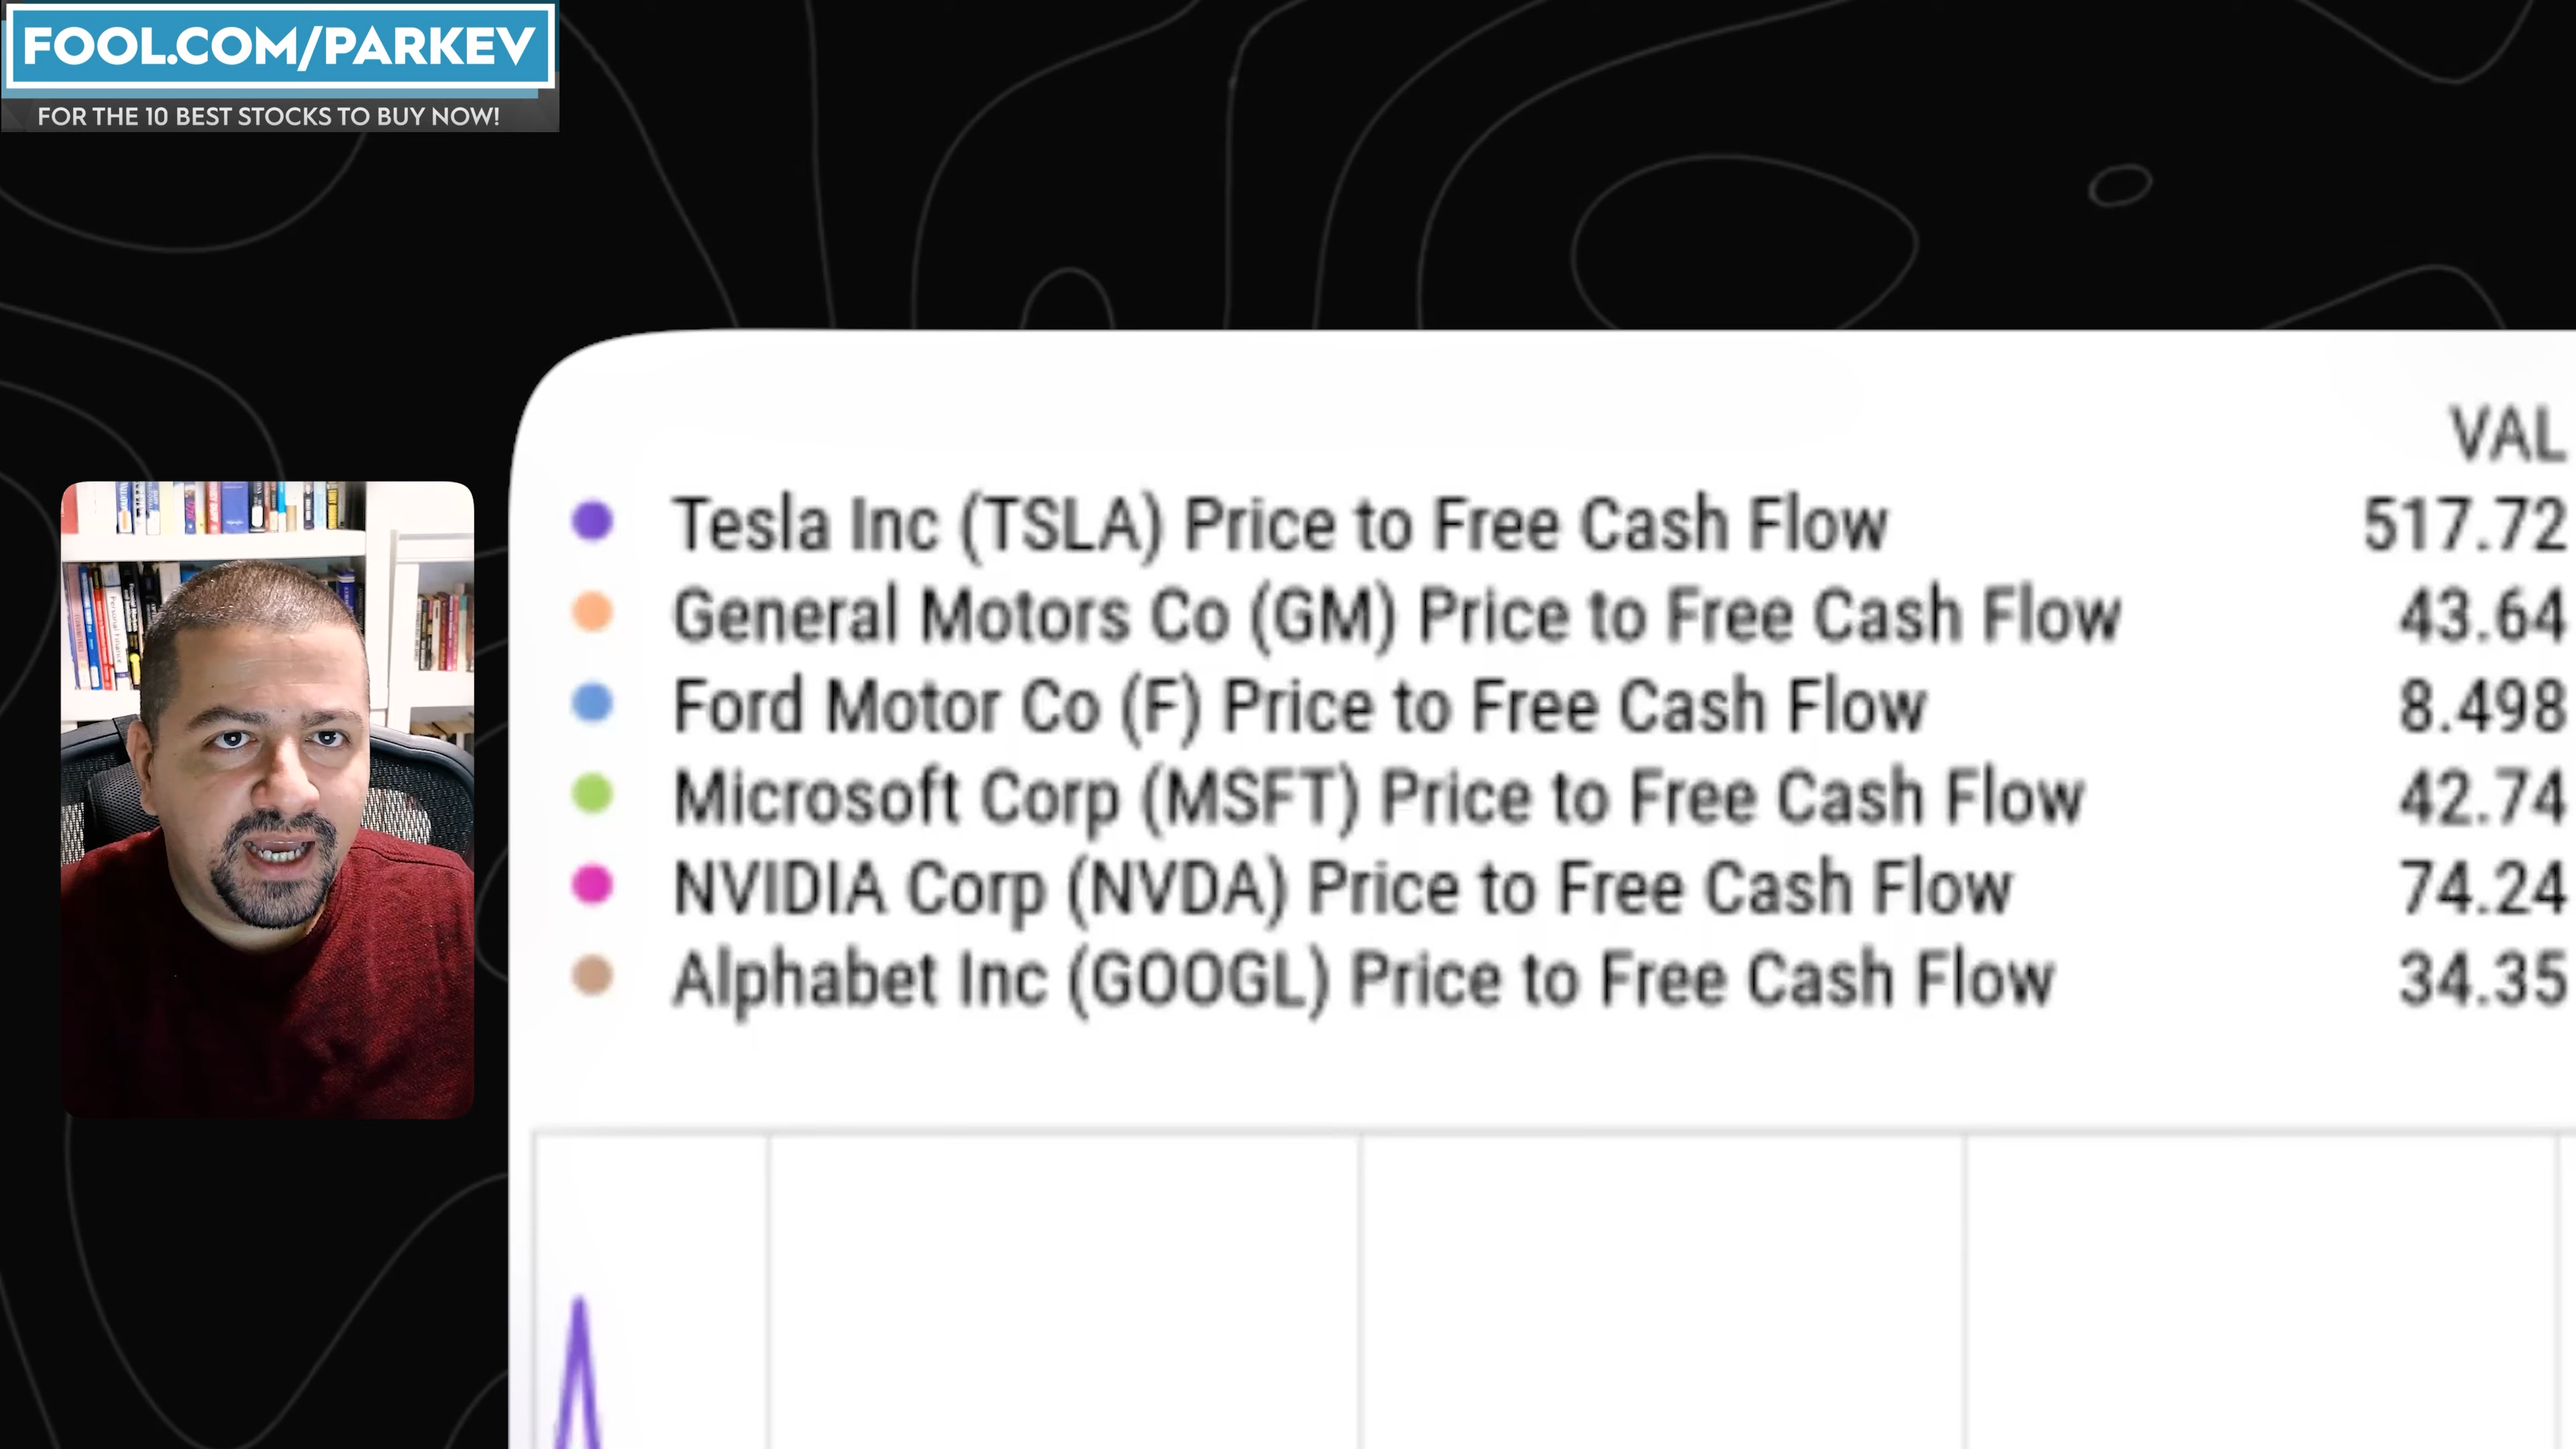 FOOL.COM/PARKEV
FOR THE 10 BEST STOCKS TO BUY NOW!
VAL
Tesla Inc (TSLA) Price to Free Cash Flow 517.72
General Motors Co (GM) Price to Free Cash Flow 43.64
Ford Motor Co (F) Price to Free Cash Flow 8.498
Microsoft Corp (MSFT) Price to Free Cash Flow 42.74
NVIDIA Corp (NVDA) Price to Free Cash Flow 74.24
Alphabet Inc (GOOGL) Price to Free Cash Flow 34.35